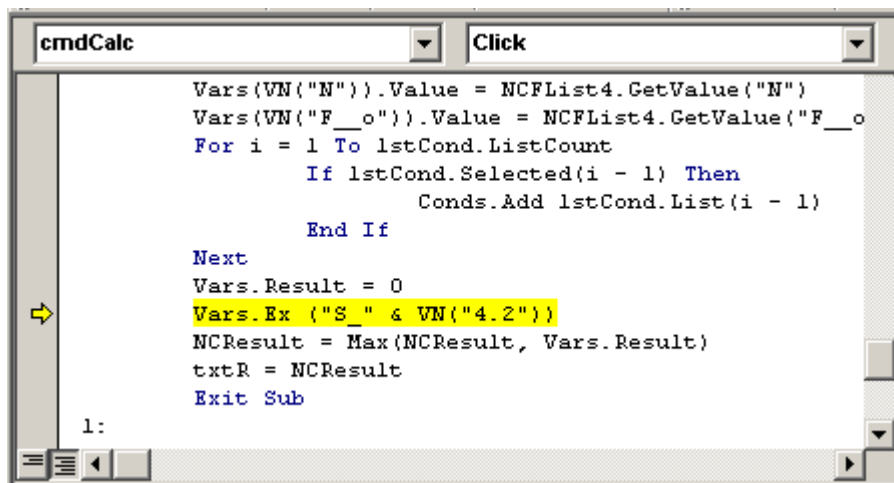 cmdCalc Click
Vars(VN("N")).Value = NCFList4.GetValue("N")
Vars(VN("F__o")).Value = NCFList4.GetValue("F__o
For i = 1 To lstCond.ListCount
If lstCond.Selected(i - 1) Then
Conds.Add lstCond.List(i - 1)
End If
Next
Vars.Result = 0
Vars.Ex ("S_" & VN("4.2"))
NCResult = Max(NCResult, Vars.Result)
txtR = NCResult
Exit Sub
1: